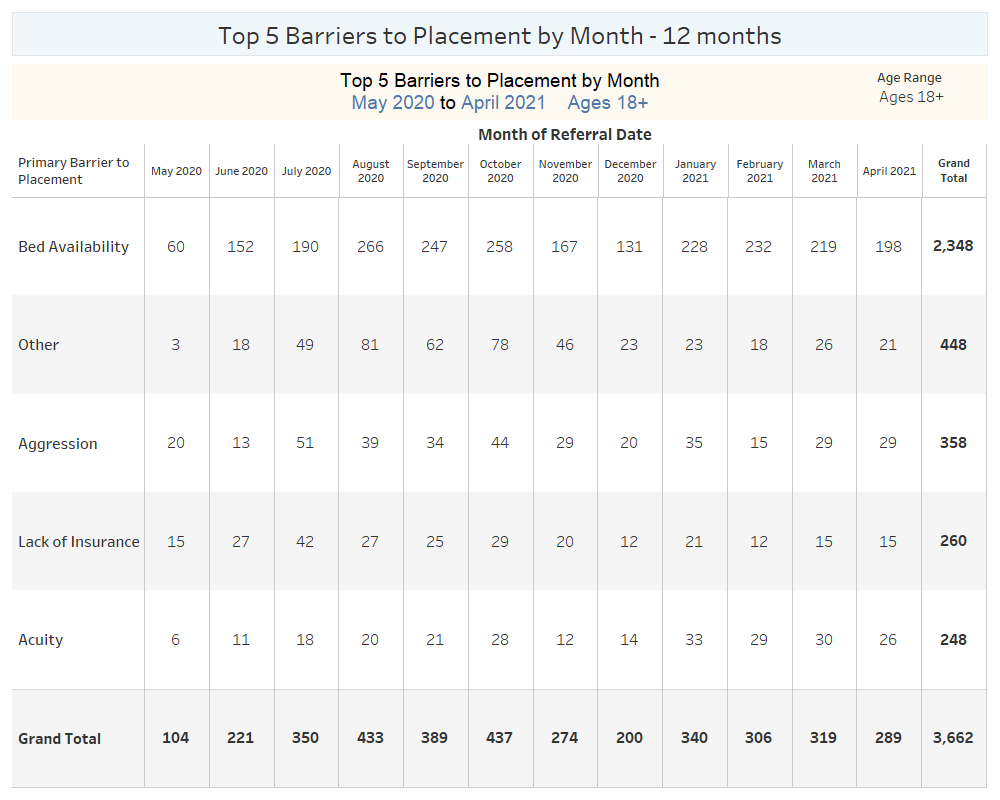 Top 5 Barriers to Placement by Month - 12 months
Top 5 Barriers to Placement by Month
May 2020 to April 2021 Ages 18+
Age Range
Ages 18+
Month of Referral Date
Primary Barrier to Placement May 2020 June 2020 July 2020 August 2020 September 2020 October 2020 November 2020 December 2020 January 2021 February 2021 March 2021 April 2021 Grand Total
Bed Availability 60 152 190 266 247 258 167 131 228 232 219 198 2,348
Other 3 18 49 81 62 78 46 23 23 18 26 21 448
Aggression 20 13 51 39 34 44 29 20 35 15 29 29 358
Lack of Insurance 15 27 42 27 25 29 20 12 21 12 15 15 260
Acuity 6 11 18 20 21 28 12 14 33 29 30 26 248
Grand Total 104 221 350 433 389 437 274 200 340 306 319 289 3,662